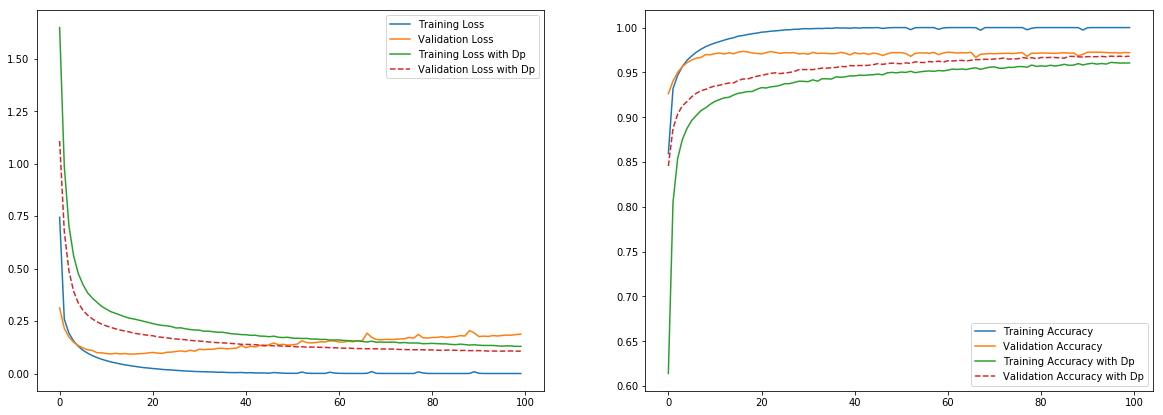 Training Loss
Validation Loss
Training Loss with Dp
Validation Loss with Dp
1.50
1.25
1.00
0.75
0.50
0.25
0.00
0 20 40 60 80 100
1.00
0.95
0.90
0.85
0.80
0.75
0.70
0.65
0.60
Training Accuracy
Validation Accuracy
Training Accuracy with Dp
Validation Accuracy with Dp
0 20 40 60 80 100